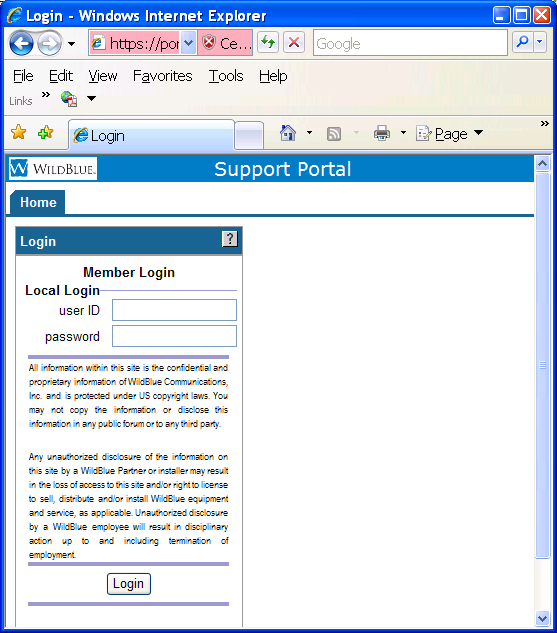 Login - Windows Internet Explorer
https://por Ce... Google
File Edit View Favorites Tools Help
Links »
Login Page »
WILDBLUE. Support Portal
Home
Login ?
Member Login
Local Login
user ID
password
All information within this site is the confidential and
proprietary information of WildBlue Communications,
Inc. and is protected under US copyright laws. You
may not copy the information or disclose this
information in any public forum or to any third party.
Any unauthorized disclosure of the information on
this site by a WildBlue Partner or installer may result
in the loss of access to this site and/or right to license
to sell, distribute and/or install WildBlue equipment
and service, as applicable. Unauthorized disclosure
by a WildBlue employee will result in disciplinary
action up to and including termination of
employment.
Login